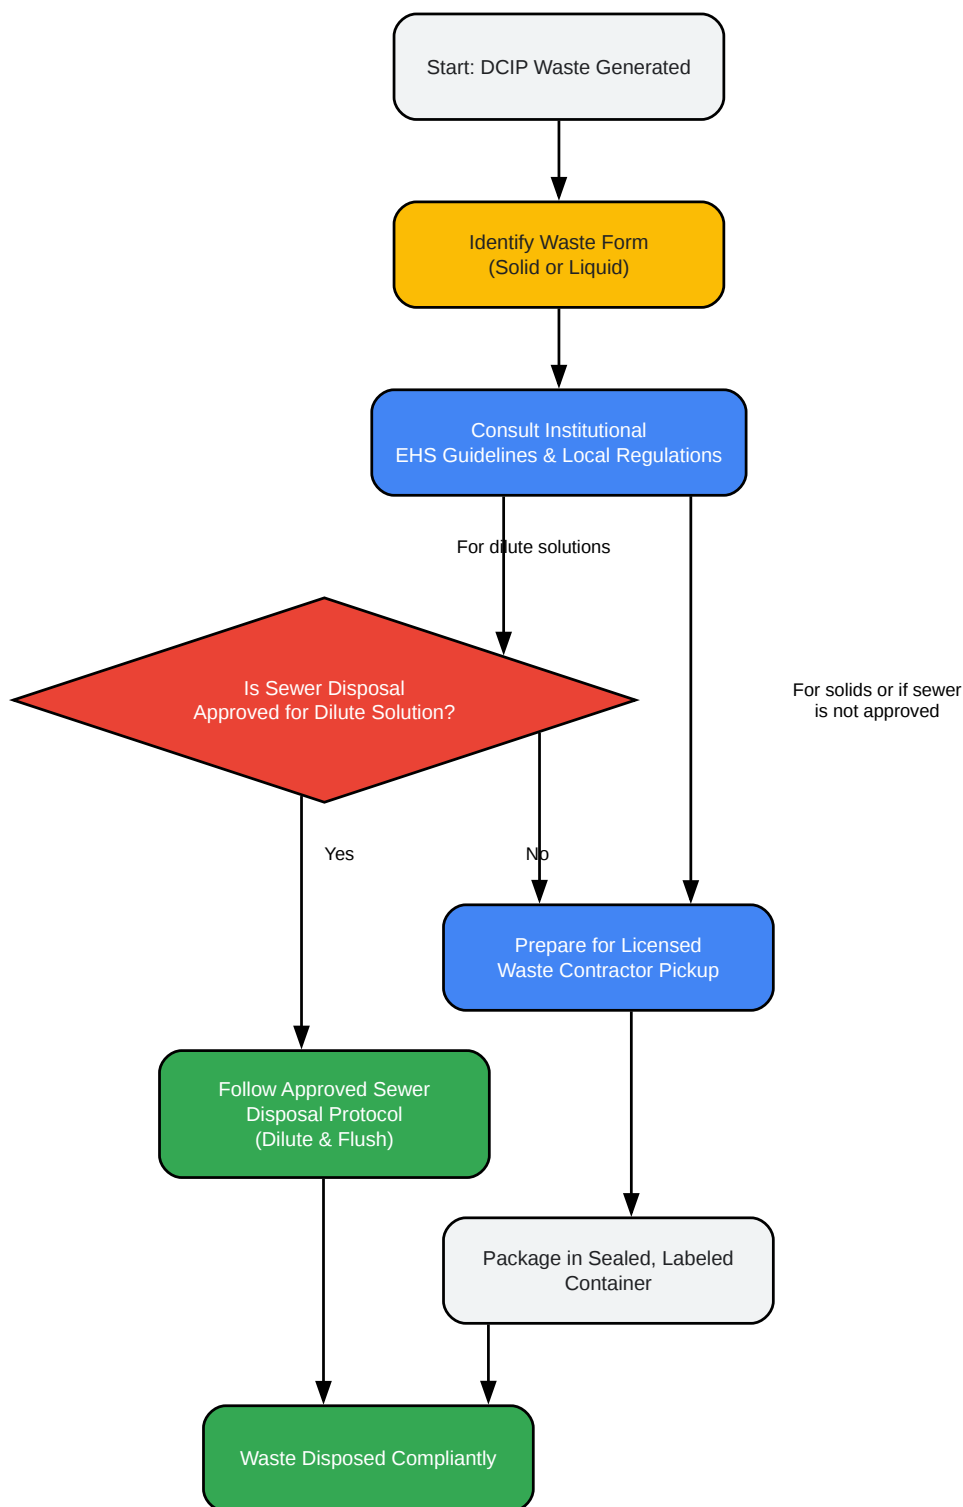 Start: DCIP Waste Generated
Identify Waste Form
(Solid or Liquid)
Consult Institutional
EHS Guidelines & Local Regulations
For dilute solutions
Is Sewer Disposal
Approved for Dilute Solution?
For solids or if sewer
is not approved
Yes
No
Prepare for Licensed
Waste Contractor Pickup
Follow Approved Sewer
Disposal Protocol
(Dilute & Flush)
Package in Sealed, Labeled
Container
Waste Disposed Compliantly